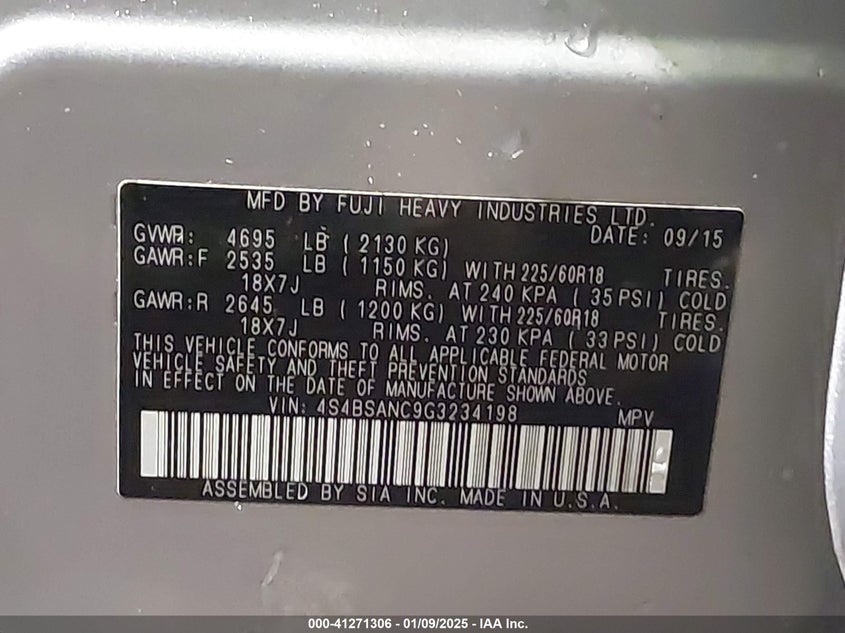 MFD BY FUJI HEAVY INDUSTRIES LTD.
GVWR: 4695 LB ( 2130 KG) DATE: 09/15
GAWR:F 2535 LB ( 1150 KG) WITH 225/60R18 TIRES.
18X7J RIMS. AT 240 KPA ( 35 PSI) COLD
GAWR:R 2645 LB ( 1200 KG) WITH 225/60R18 TIRES.
18X7J RIMS. AT 230 KPA ( 33 PSI) COLD
THIS VEHICLE CONFORMS TO ALL APPLICABLE FEDERAL MOTOR
VEHICLE SAFETY AND THEFT PREVENTION STANDARDS
IN EFFECT ON THE DATE OF MANUFACTURE SHOWN ABOVE.
VIN: 4S4BSANC9G3234198 MPV
ASSEMBLED BY SIA INC. MADE IN U.S.A.
000-41271306 - 01/09/2025 - IAA Inc.